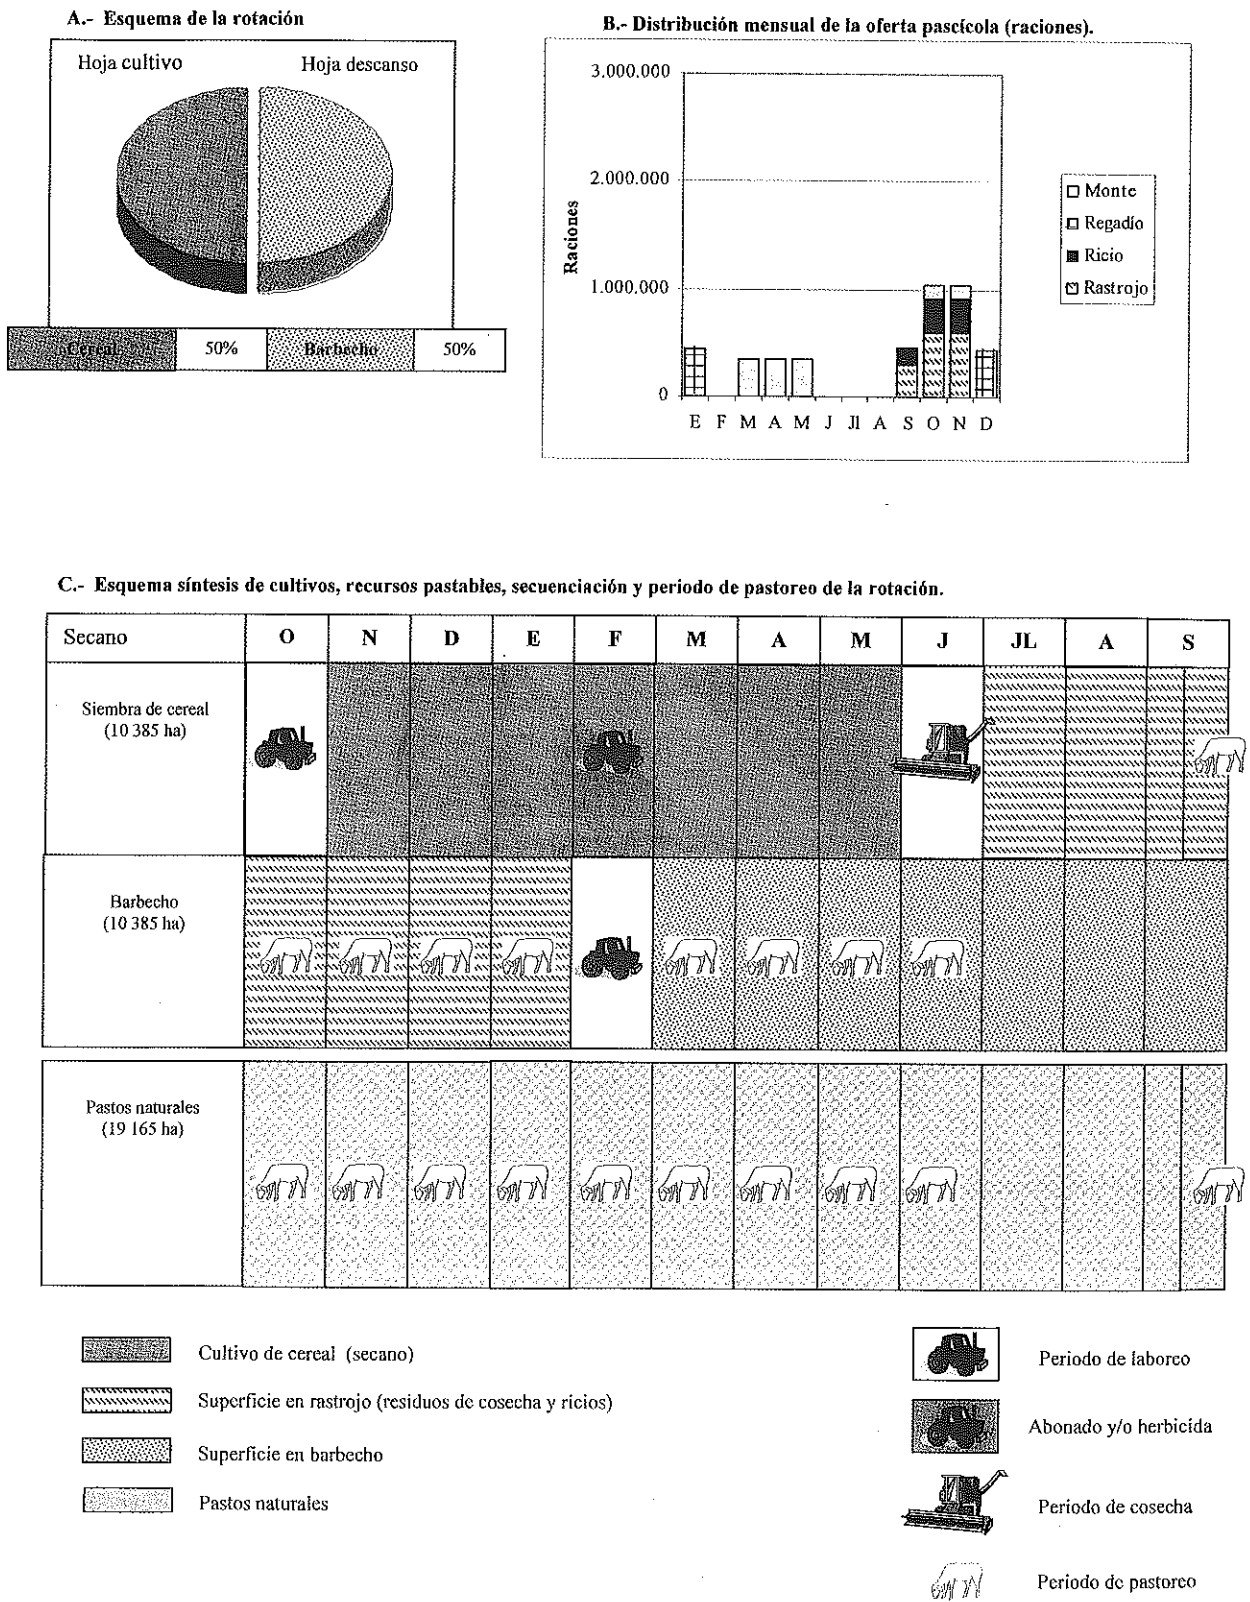 A.- Esquema de la rotación
Hoja cultivo
Hoja descanso
Cereal
50%
Barbecho
50%
B.- Distribución mensual de la oferta pascícola (raciones).
3.000.000
2.000.000
1.000.000
0
Raciones
E F M A M J Jl A S O N D
Monte
Regadío
Ricio
Rastrojo
C.- Esquema síntesis de cultivos, recursos pastables, secuenciación y periodo de pastoreo de la rotación.
Secano O N D E F M A M J JL A S
Siembra de cereal
(10 385 ha)
Barbecho
(10 385 ha)
Pastos naturales
(19 165 ha)
Cultivo de cereal (secano)
Superficie en rastrojo (residuos de cosecha y ricios)
Superficie en barbecho
Pastos naturales
Periodo de laboreo
Abonado y/o herbicída
Periodo de cosecha
Periodo de pastoreo